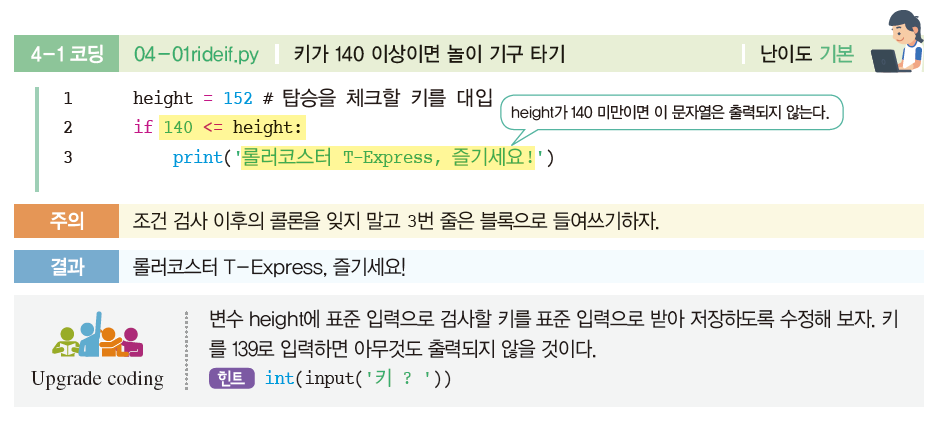 4-1 코딩 04-01rideif.py 키가 140 이상이면 놀이 기구 타기 난이도 기본
1 height = 152 # 탑승을 체크할 키를 대입
height가 140 미만이면 이 문자열은 출력되지 않는다.
2 if 140 <= height:
3     print('롤러코스터 T-Express, 즐기세요!')
주의 조건 검사 이후의 콜론을 잊지 말고 3번 줄은 블록으로 들여쓰기하자.
결과 롤러코스터 T-Express, 즐기세요!
변수 height에 표준 입력으로 검사할 키를 표준 입력으로 받아 저장하도록 수정해 보자. 키
를 139로 입력하면 아무것도 출력되지 않을 것이다.
Upgrade coding 힌트 int(input('키 ? '))